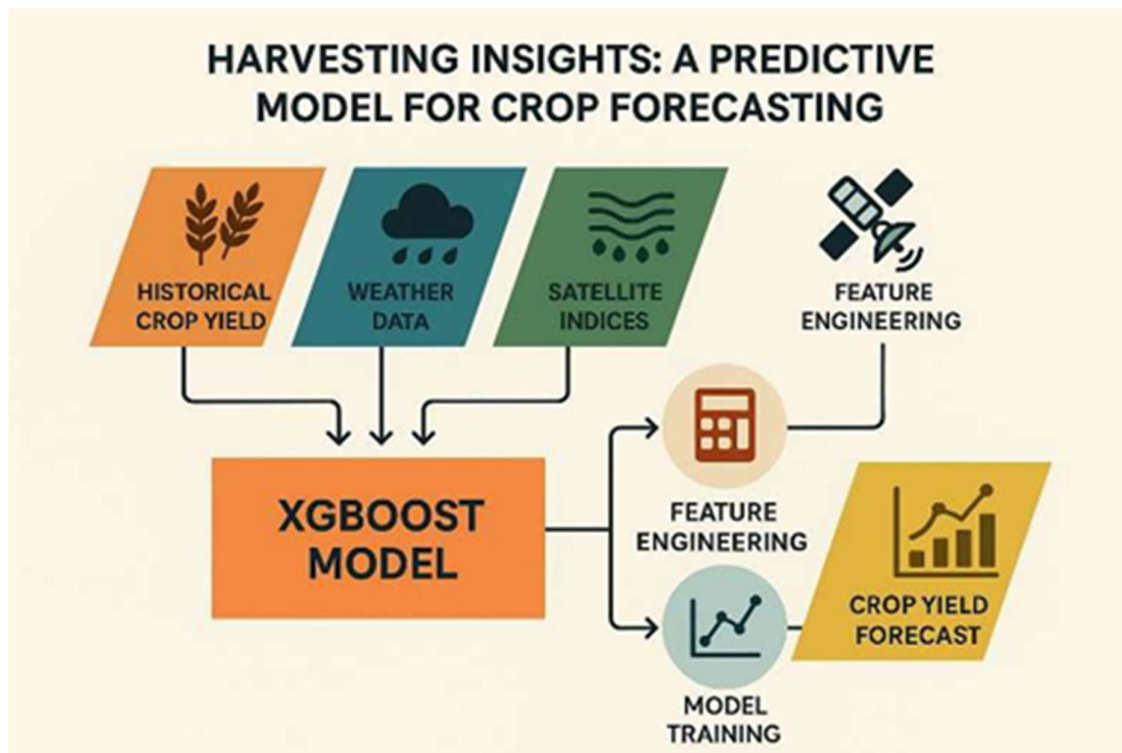 HARVESTING INSIGHTS: A PREDICTIVE
MODEL FOR CROP FORECASTING
HISTORICAL
CROP YIELD
WEATHER
DATA
SATELLITE
INDICES
FEATURE
ENGINEERING
XGBOOST
MODEL
FEATURE
ENGINEERING
CROP YIELD
FORECAST
MODEL
TRAINING